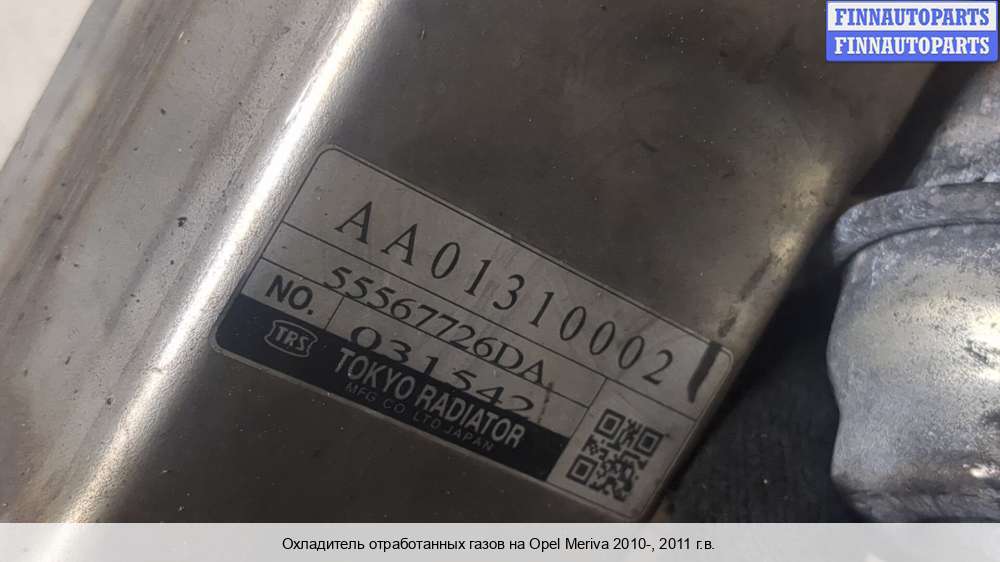 FINNAUTOPARTS
FINNAUTOPARTS
AA01310002
55567726DA
NO. 031542
TRS
TOKYO RADIATOR
MFG CO LTD JAPAN
Охладитель отработанных газов на Opel Meriva 2010-, 2011 г.в.